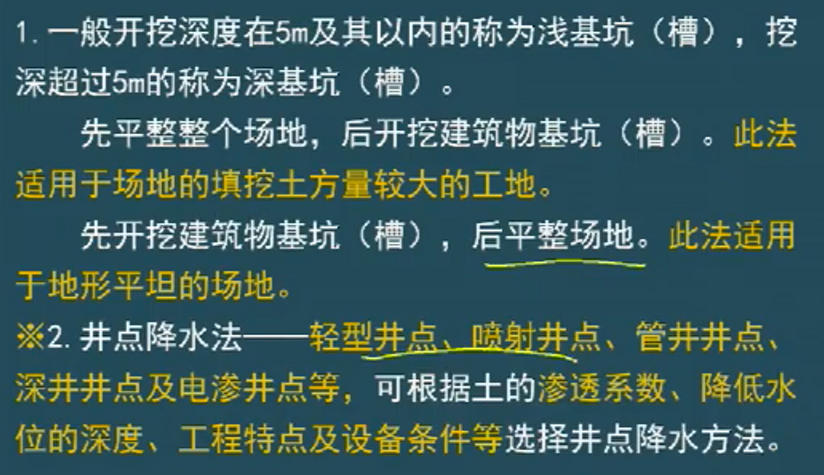 1.一般开挖深度在5m及其以内的称为浅基坑（槽），挖
深超过5m的称为深基坑（槽）。
先平整整个场地，后开挖建筑物基坑（槽）。此法
适用于场地的填挖土方量较大的工地。
先开挖建筑物基坑（槽），后平整场地。此法适用
于地形平坦的场地。
※2.井点降水法——轻型井点、喷射井点、管井井点、
深井井点及电渗井点等，可根据土的渗透系数、降低水
位的深度、工程特点及设备条件等选择井点降水方法。